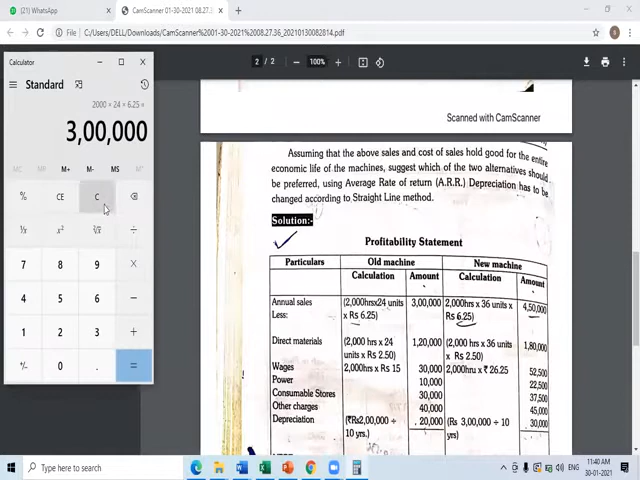 (21) WhatsApp
CamScanner 01-30-2021 08.27.36
File | C:/Users/DELL/Downloads/CamScanner%2001-30-2021%2008.27.36_20210130082814.pdf
2 / 2 100%
Calculator
Standard
2000 × 24 × 6.25 =
3,00,000
MC MR M+ M- MS M
% CE C
7 8 9 ×
4 5 6 −
1 2 3 +
+/- 0 . =
Scanned with CamScanner
Assuming that the above sales and cost of sales hold good for the entire
economic life of the machines, suggest which of the two alternatives should
be preferred, using Average Rate of return (A.R.R.) Depreciation has to be
changed according to Straight Line method.
Solution:-
Profitability Statement
Particulars Old machine New machine
Calculation Amount Calculation Amount
Annual sales (2,000hrsx24 units 3,00,000 2,000hrs x 36 units x 4,50,000
Less: x Rs 6.25) Rs 6.25)
Direct materials (2,000 hrs x 24 1,20,000 (2,000 hrs x 36 1,80,000
units x Rs 2.50) units x Rs 2.50)
Wages 2,000hrs x Rs 15 30,000 2,000hru x ₹ 26.25 52,500
Power 10,000 22,500
Consumable Stores 30,000 37,500
Other charges 40,000 45,000
Depreciation (₹Rs2,00,000 ÷ 20,000 (Rs 3,00,000 ÷ 10 30,000
10 yrs.) yrs)
Type here to search
ENG
11:40 AM
30-01-2021